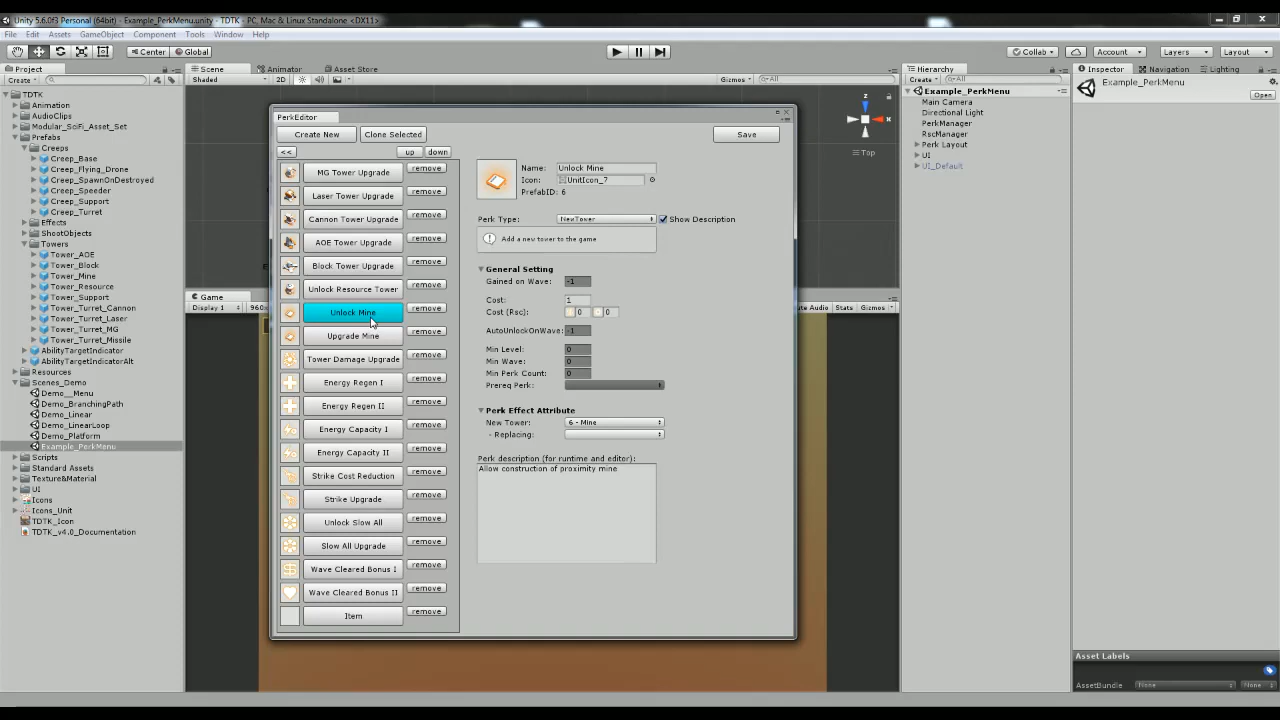 Unity 5.6.0f3 Personal (64bit) - Example_PerkMenu.unity - TDTK - PC, Mac & Linux Standalone <DX11>
File Edit Assets GameObject Component Tools Window Help
Center Global Collab Account Layers Layout
Project
Create
TDTK
Animation
AudioClips
Modular_SciFi_Asset_Set
Prefabs
Creeps
Creep_Base
Creep_Flying_Drone
Creep_SpawnOnDestroyed
Creep_Speeder
Creep_Support
Creep_Turret
Effects
ShootObjects
Towers
Tower_AOE
Tower_Block
Tower_Mine
Tower_Resource
Tower_Support
Tower_Turret_Cannon
Tower_Turret_Laser
Tower_Turret_MG
Tower_Turret_Missile
AbilityTargetIndicator
AbilityTargetIndicatorAlt
Resources
Scenes_Demo
Demo__Menu
Demo_BranchingPath
Demo_Linear
Demo_LinearLoop
Demo_Platform
Example_PerkMenu
Scripts
Standard Assets
Texture&Material
UI
Icons
Icons_Unit
TDTK_Icon
TDTK_v4.0_Documentation
Scene Animator Asset Store
Shaded 2D Gizmos All
z
x
Top
Game
Display 1 960
ute Audio Stats Gizmos
PerkEditor
Create New Clone Selected Save
<< up down
MG Tower Upgrade remove
Laser Tower Upgrade remove
Cannon Tower Upgrade remove
AOE Tower Upgrade remove
Block Tower Upgrade remove
Unlock Resource Tower remove
Unlock Mine remove
Upgrade Mine remove
Tower Damage Upgrade remove
Energy Regen I remove
Energy Regen II remove
Energy Capacity I remove
Energy Capacity II remove
Strike Cost Reduction remove
Strike Upgrade remove
Unlock Slow All remove
Slow All Upgrade remove
Wave Cleared Bonus I remove
Wave Cleared Bonus II remove
Item remove
Name: Unlock Mine
Icon: UnitIcon_7
PrefabID: 6
Perk Type: NewTower Show Description
Add a new tower to the game
General Setting
Gained on Wave: -1
Cost: 1
Cost (Rsc): 0 0
AutoUnlockOnWave: -1
Min Level: 0
Min Wave: 0
Min Perk Count: 0
Prereq Perk:
Perk Effect Attribute
New Tower: 6 - Mine
- Replacing:
Perk description (for runtime and editor):
Allow construction of proximity mine
Hierarchy
Create All
Example_PerkMenu
Main Camera
Directional Light
PerkManager
RscManager
Perk Layout
UI
UI_Default
Inspector Navigation Lighting
Example_PerkMenu
Open
Asset Labels
AssetBundle None None